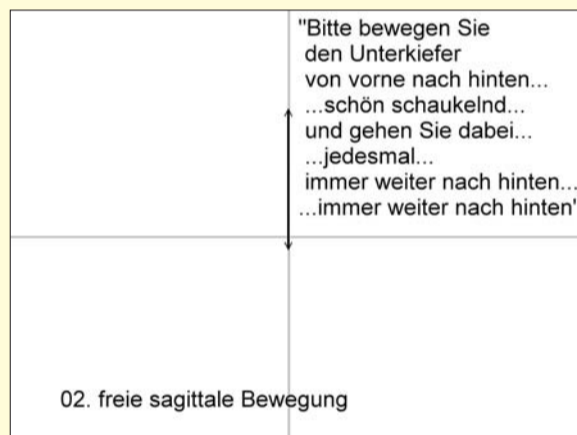 "Bitte bewegen Sie
den Unterkiefer
von vorne nach hinten...
...schön schaukelnd...
und gehen Sie dabei...
...jedesmal...
immer weiter nach hinten...
...immer weiter nach hinten"
02. freie sagittale Bewegung